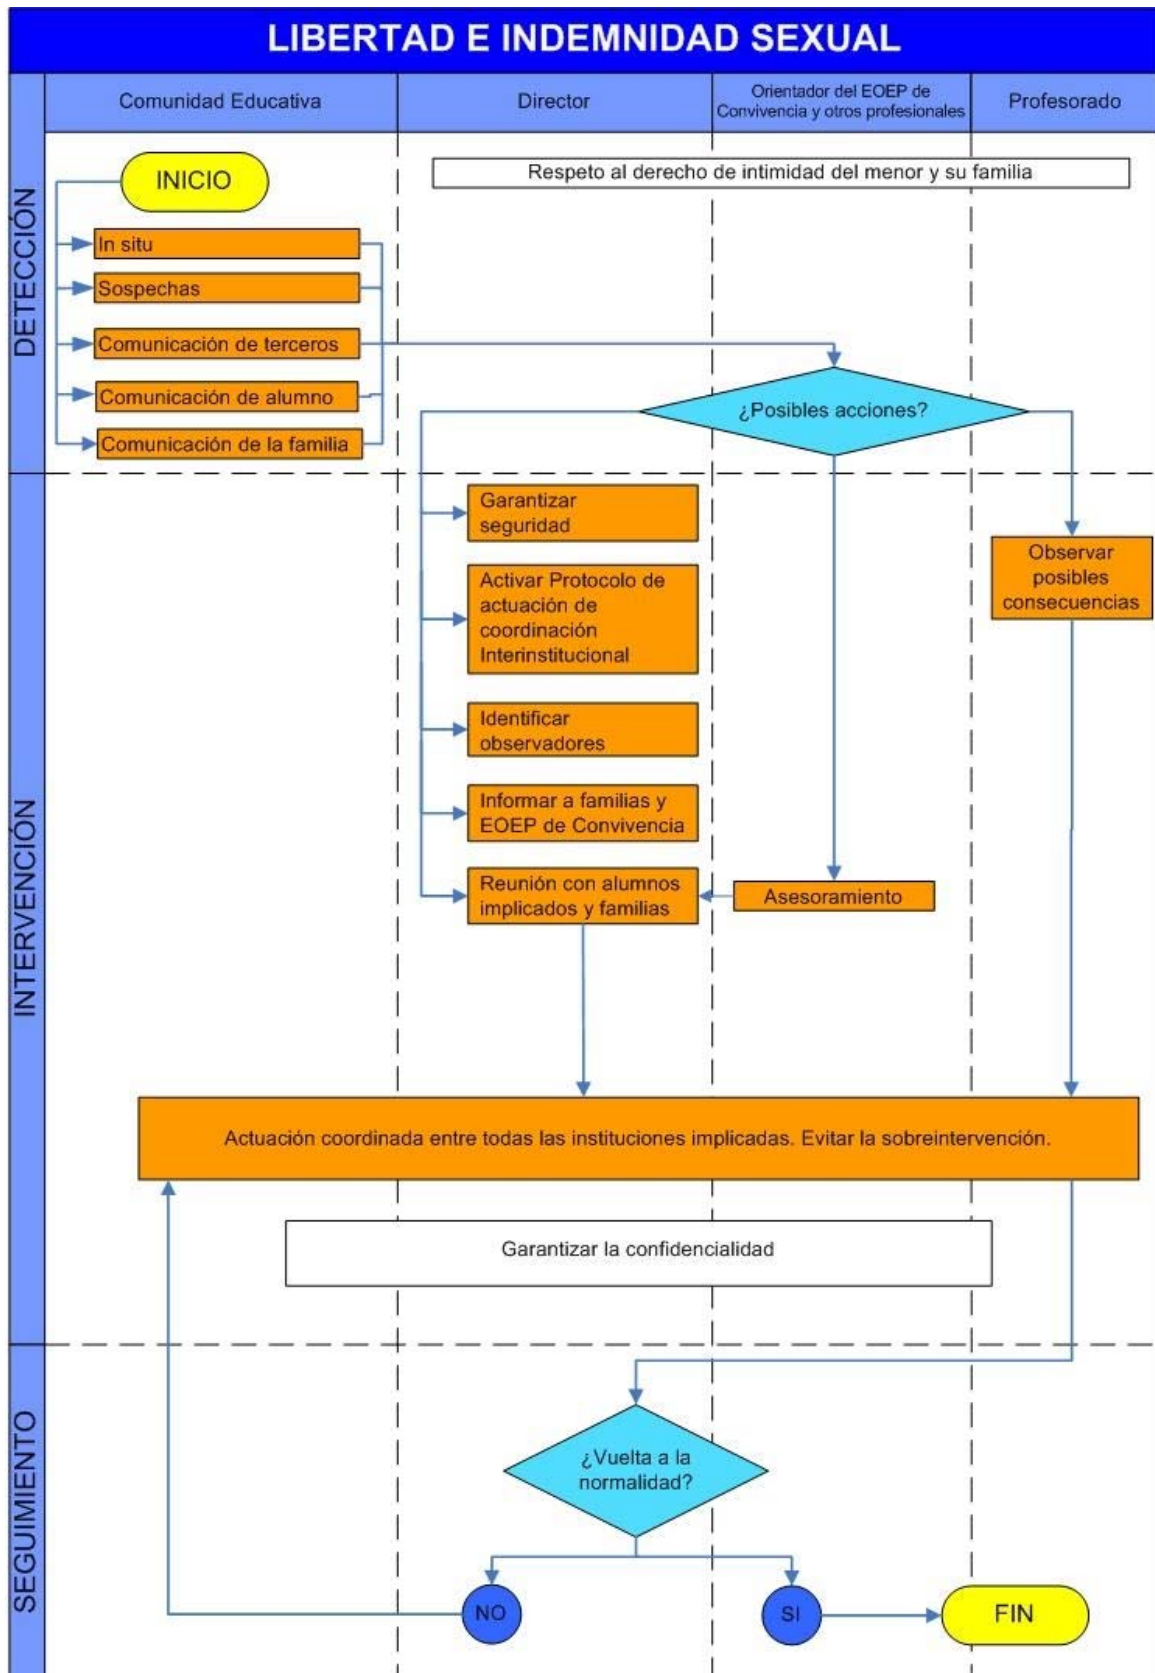 LIBERTAD E INDEMNIDAD SEXUAL
Comunidad Educativa
Director
Orientador del EOEP de
Convivencia y otros profesionales
Profesorado
DETECCIÓN
INICIO
Respeto al derecho de intimidad del menor y su familia
In situ
Sospechas
Comunicación de terceros
Comunicación de alumno
Comunicación de la familia
¿Posibles acciones?
INTERVENCIÓN
Garantizar
seguridad
Activar Protocolo de
actuación de
coordinación
Interinstitucional
Identificar
observadores
Informar a familias y
EOEP de Convivencia
Reunión con alumnos
implicados y familias
Asesoramiento
Observar
posibles
consecuencias
Actuación coordinada entre todas las instituciones implicadas. Evitar la sobreintervención.
Garantizar la confidencialidad
SEGUIMIENTO
¿Vuelta a la
normalidad?
NO
SI
FIN